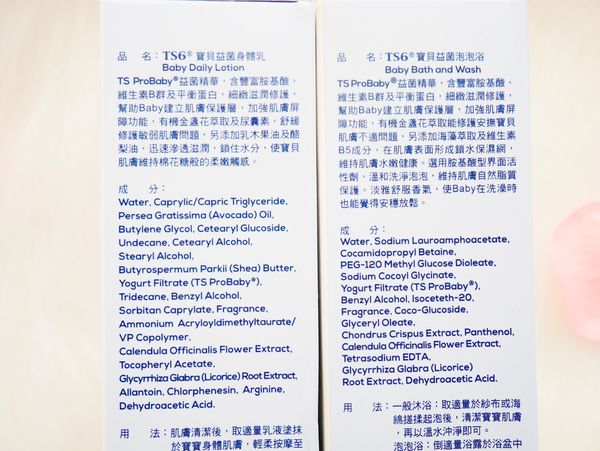 品　名：TS6® 寶貝益菌身體乳
Baby Daily Lotion
TS ProBaby®益菌精華，含豐富胺基酸、
維生素B群及平衡蛋白，細緻滋潤修護，
幫助Baby建立肌膚保護層，加強肌膚屏
障功能，有機金盞花萃取及尿囊素，舒緩
修護敏弱肌膚問題，另添加乳木果油及酪
梨油，迅速滲透滋潤，鎖住水分，使寶貝
肌膚維持棉花糖般的柔嫩觸感。
成　分：
Water, Caprylic/Capric Triglyceride,
Persea Gratissima (Avocado) Oil,
Butylene Glycol, Cetearyl Glucoside,
Undecane, Cetearyl Alcohol,
Stearyl Alcohol,
Butyrospermum Parkii (Shea) Butter,
Yogurt Filtrate (TS ProBaby®),
Tridecane, Benzyl Alcohol,
Sorbitan Caprylate, Fragrance,
Ammonium Acryloyldimethyltaurate/
VP Copolymer,
Calendula Officinalis Flower Extract,
Tocopheryl Acetate,
Glycyrrhiza Glabra (Licorice) Root Extract,
Allantoin, Chlorphenesin, Arginine,
Dehydroacetic Acid.
用　法：肌膚清潔後，取適量乳液塗抹
於寶寶身體肌膚，輕柔按摩至
品　名：TS6® 寶貝益菌泡泡浴
Baby Bath and Wash
TS ProBaby®益菌精華，含豐富胺基酸、
維生素B群及平衡蛋白，細緻滋潤修護，
幫助Baby建立肌膚保護層，加強肌膚屏
障功能，有機金盞花萃取能修護安撫寶貝
肌膚不適問題，另添加海藻萃取及維生素
B5成分，在肌膚表面形成鎖水保濕網，
維持肌膚水嫩健康。選用胺基酸型界面活
性劑，溫和洗淨泡泡，維持肌膚自然脂質
保護。淡雅舒服香氣，使Baby在洗澡時
也能覺得安穩放鬆。
成　分：
Water, Sodium Lauroamphoacetate,
Cocamidopropyl Betaine,
PEG-120 Methyl Glucose Dioleate,
Sodium Cocoyl Glycinate,
Yogurt Filtrate (TS ProBaby®),
Benzyl Alcohol, Isoceteth-20,
Fragrance, Coco-Glucoside,
Glyceryl Oleate,
Chondrus Crispus Extract, Panthenol,
Calendula Officinalis Flower Extract,
Tetrasodium EDTA,
Glycyrrhiza Glabra (Licorice)
Root Extract, Dehydroacetic Acid.
用　法：一般沐浴：取適量於紗布或海
綿搓揉起泡後，清潔寶寶肌膚
，再以溫水沖淨即可。
泡泡浴：倒適量浴露於浴盆中